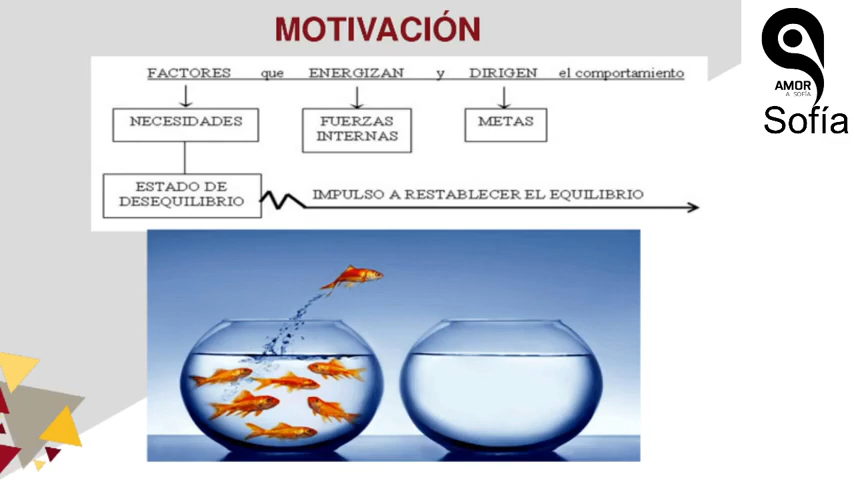 MOTIVACIÓN
FACTORES que ENERGIZAN y DIRIGEN el comportamiento
NECESIDADES
FUERZAS
INTERNAS
METAS
ESTADO DE
DESEQUILIBRIO
IMPULSO A RESTABLECER EL EQUILIBRIO
AMOR
A SOFÍA
Sofía